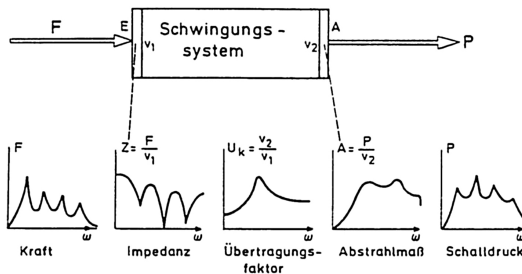 F
E
v₁
Schwingungs-
system
v₂
A
P
F
ω
Kraft
Z = F/v₁
ω
Impedanz
Uₖ = v₂/v₁
ω
Übertragungs-
faktor
A = P/v₂
ω
Abstrahlmaß
P
ω
Schalldruck